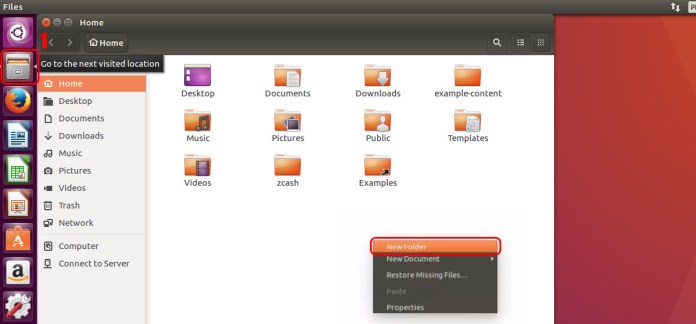 Files
Home
1
Home
Go to the next visited location
Home
Desktop
Documents
Downloads
Music
Pictures
Videos
Trash
Network
Computer
Connect to Server
Desktop
Documents
Downloads
example-content
Music
Pictures
Public
Templates
Videos
zcash
Examples
New Folder
New Document
Restore Missing Files...
Paste
Properties